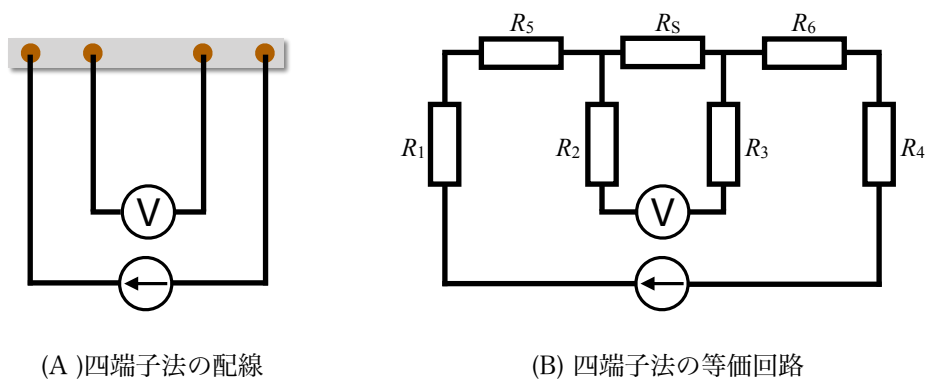 R5
RS
R6
R1
R2
R3
R4
V
V
(A )四端子法の配線
(B) 四端子法の等価回路